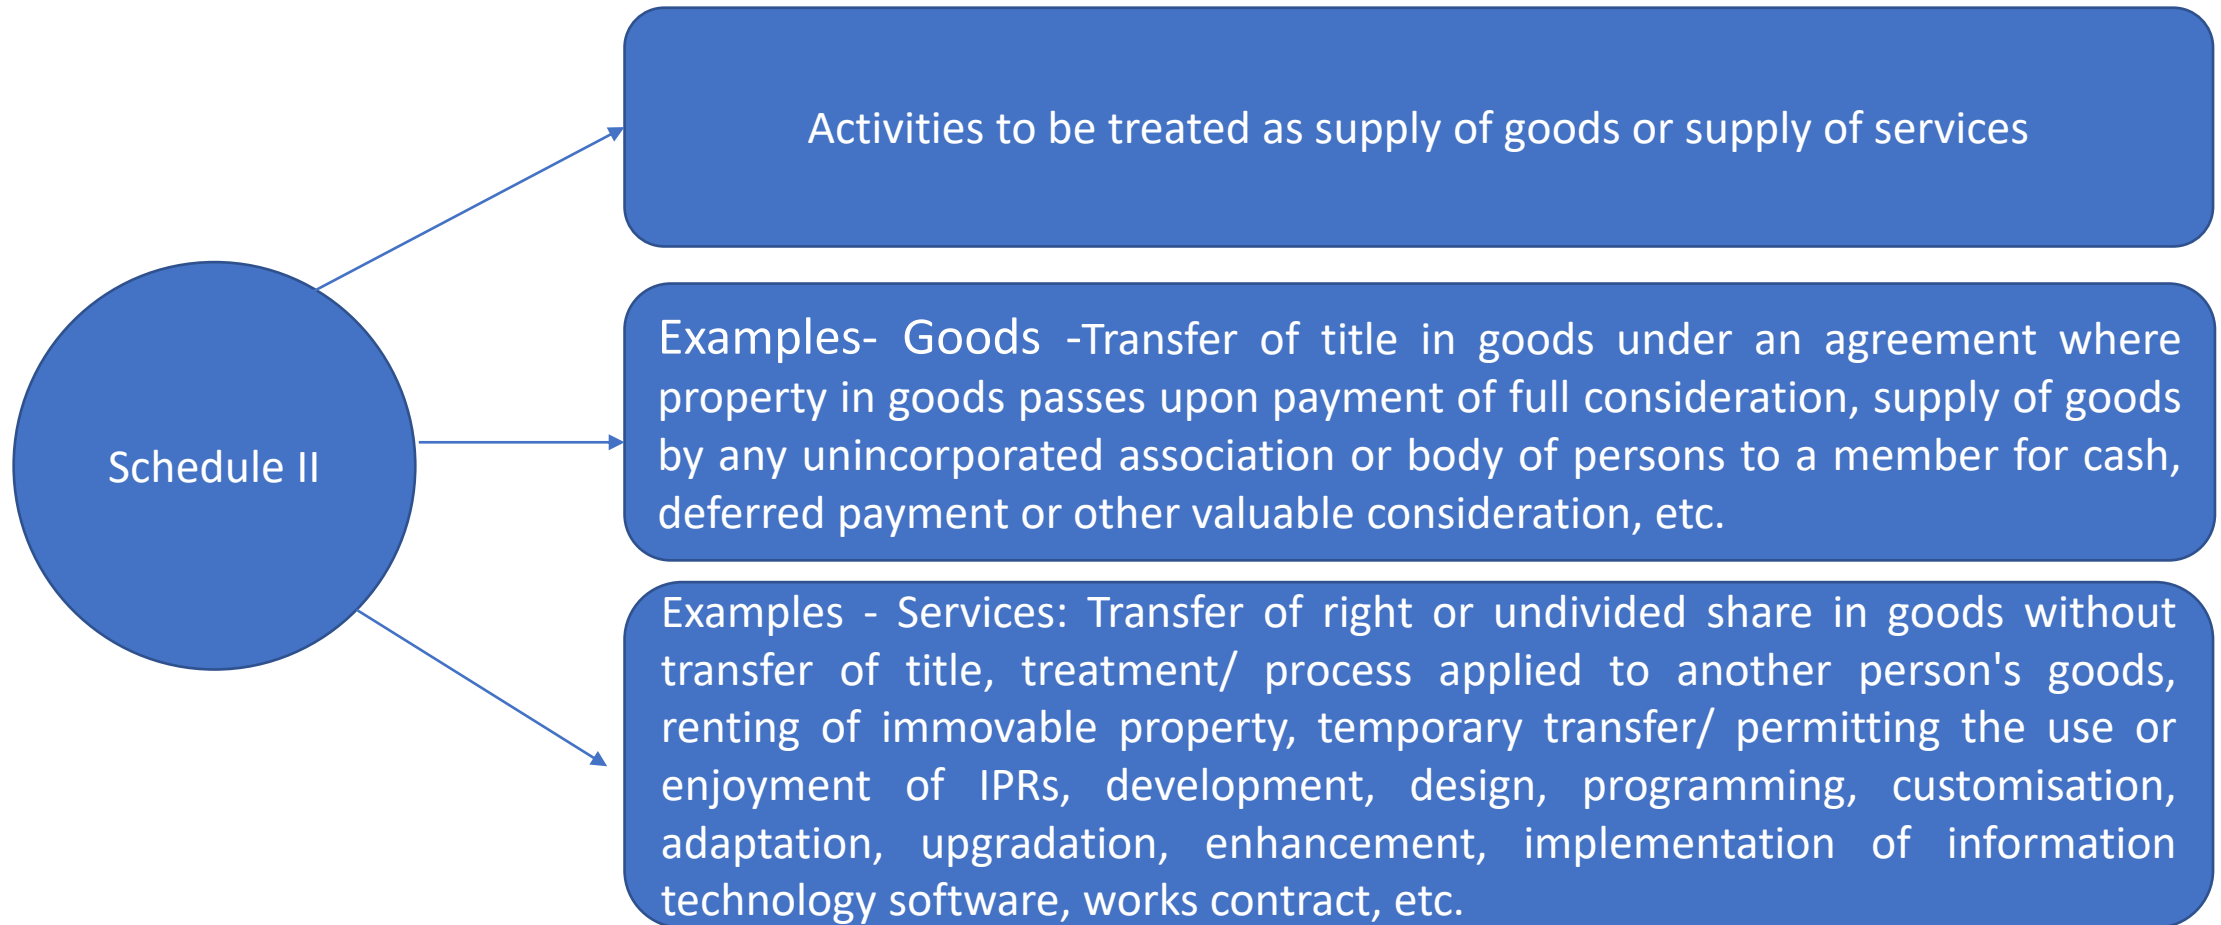 Schedule II
Activities to be treated as supply of goods or supply of services
Examples- Goods -Transfer of title in goods under an agreement where
property in goods passes upon payment of full consideration, supply of goods
by any unincorporated association or body of persons to a member for cash,
deferred payment or other valuable consideration, etc.
Examples - Services: Transfer of right or undivided share in goods without
transfer of title, treatment/ process applied to another person's goods,
renting of immovable property, temporary transfer/ permitting the use or
enjoyment of IPRs, development, design, programming, customisation,
adaptation, upgradation, enhancement, implementation of information
technology software, works contract, etc.